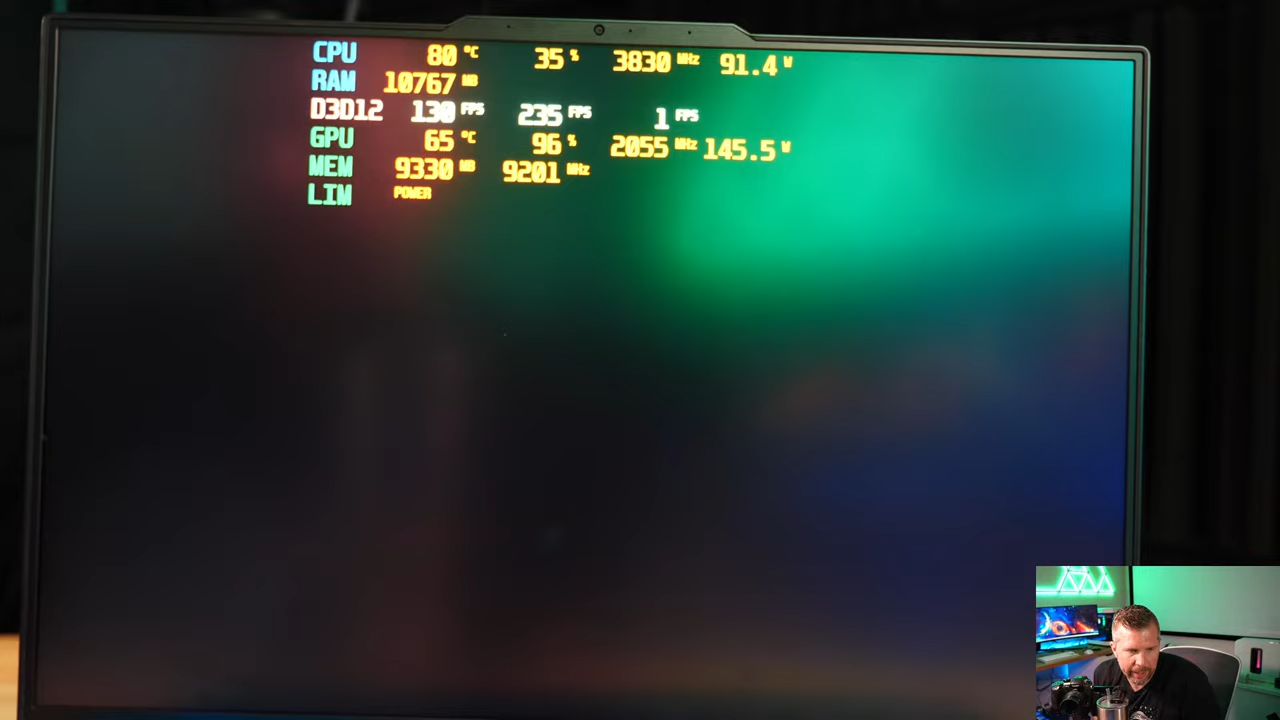 CPU 80 °C 35 % 3830 MHz 91.4 W
RAM 10767 MB
D3D12 130 FPS 235 FPS 1 FPS
GPU 65 °C 96 % 2055 MHz 145.5 W
MEM 9330 MB 9201 MHz
LIM POWER